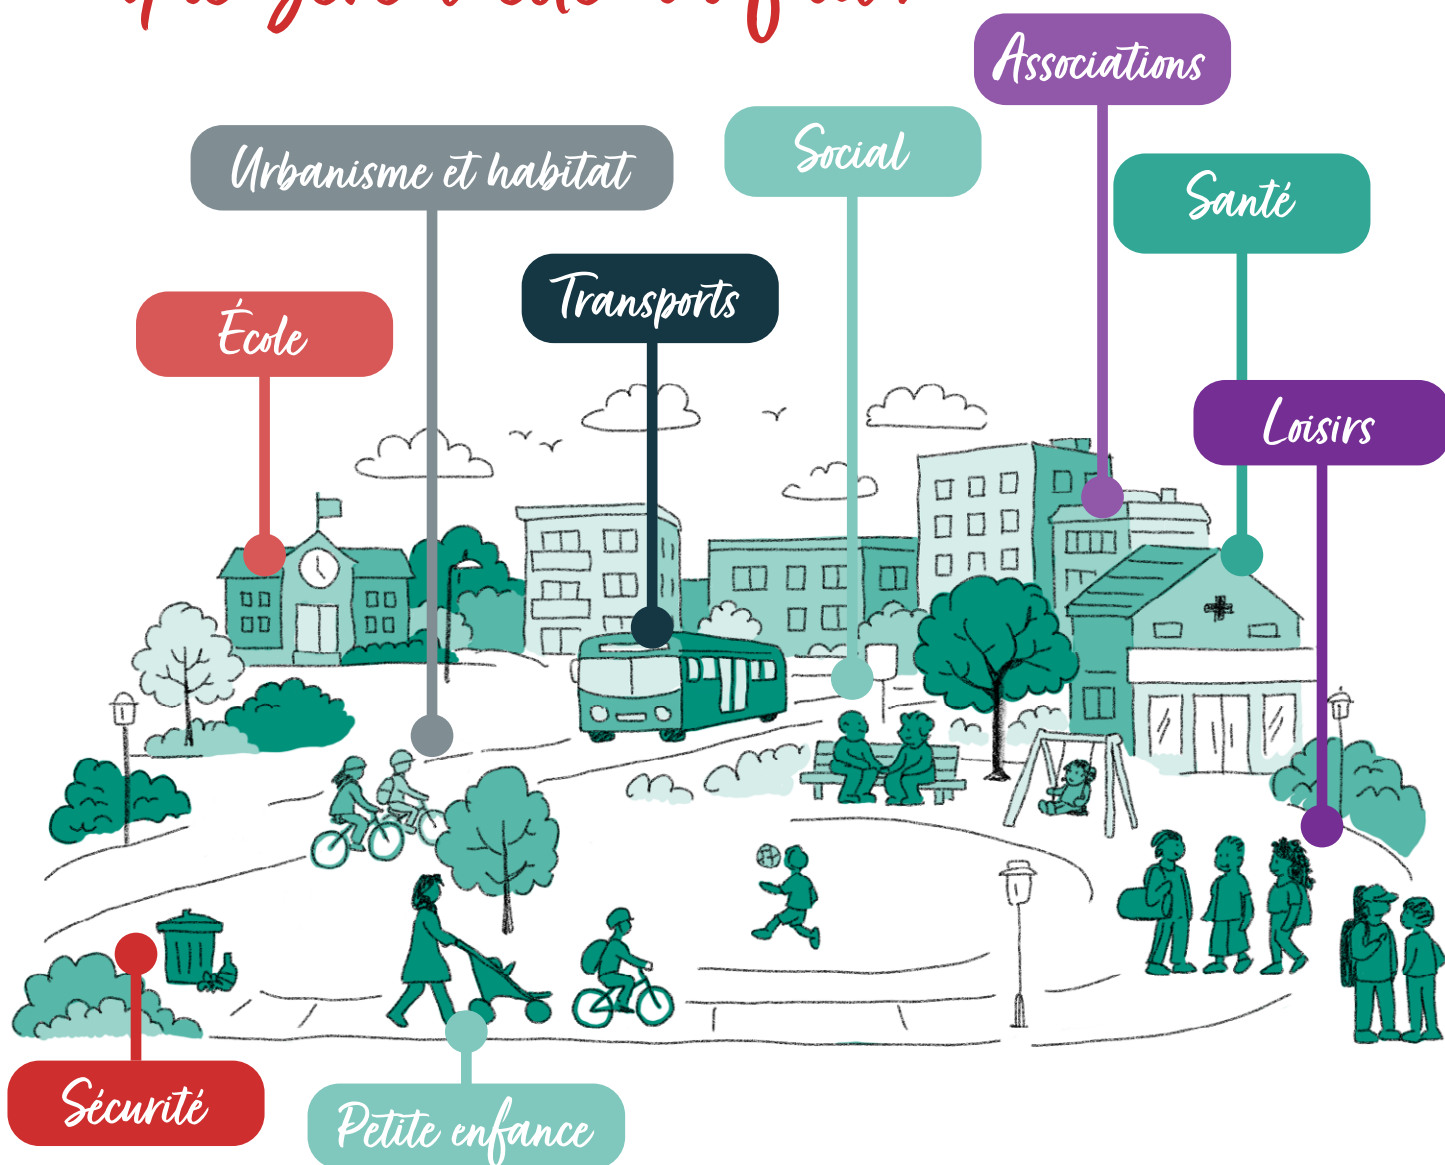 Associations
Social
Urbanisme et habitat
Santé
Transports
École
Loisirs
Sécurité
Petite enfance